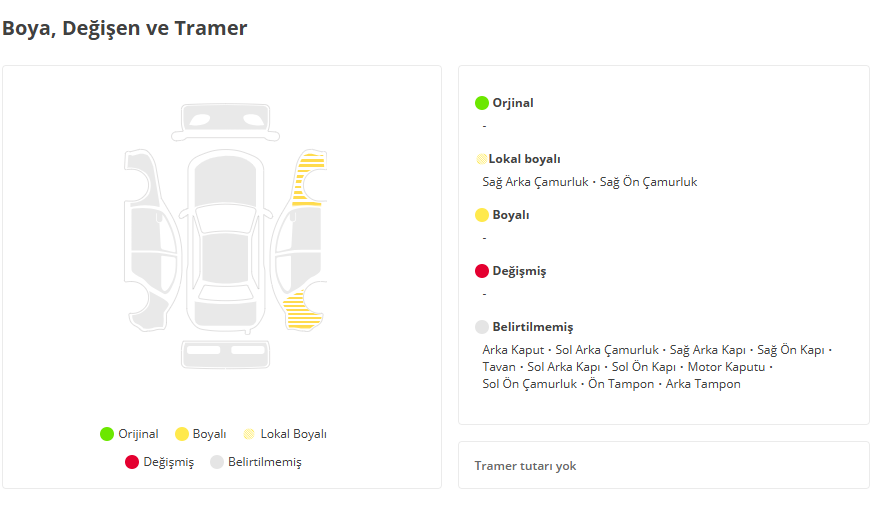 Boya, Değişen ve Tramer
Orijinal
Boyalı
Lokal Boyalı
Değişmiş
Belirtilmemiş
Orjinal
-
Lokal boyalı
Sağ Arka Çamurluk • Sağ Ön Çamurluk
Boyalı
-
Değişmiş
-
Belirtilmemiş
Arka Kaput • Sol Arka Çamurluk • Sağ Arka Kapı • Sağ Ön Kapı •
Tavan • Sol Arka Kapı • Sol Ön Kapı • Motor Kaputu •
Sol Ön Çamurluk • Ön Tampon • Arka Tampon
Tramer tutarı yok